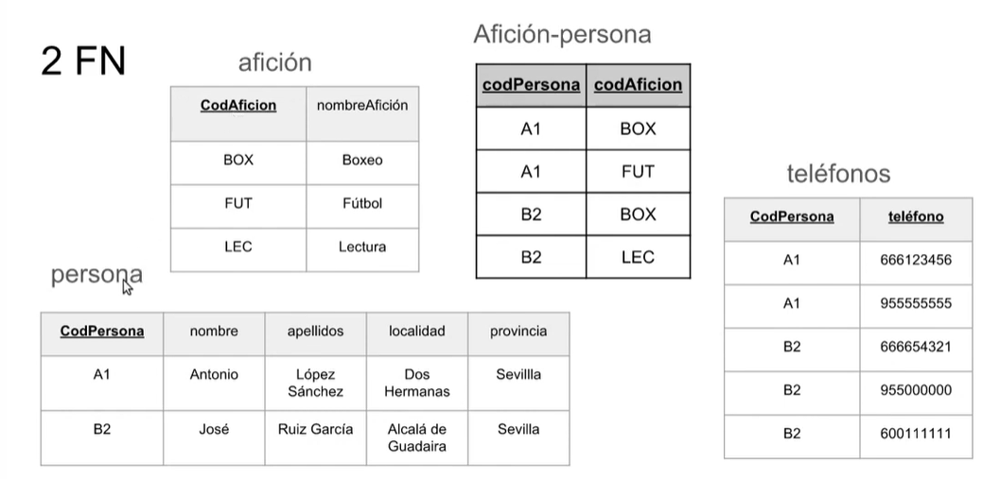 2 FN
afición
CodAficion nombreAfición
BOX Boxeo
FUT Fútbol
LEC Lectura
Afición-persona
codPersona codAficion
A1 BOX
A1 FUT
B2 BOX
B2 LEC
teléfonos
CodPersona teléfono
A1 666123456
A1 955555555
B2 666654321
B2 955000000
B2 600111111
persona
CodPersona nombre apellidos localidad provincia
A1 Antonio López Dos Sevillla
Sánchez Hermanas
B2 José Ruiz García Alcalá de Sevilla
Guadaira